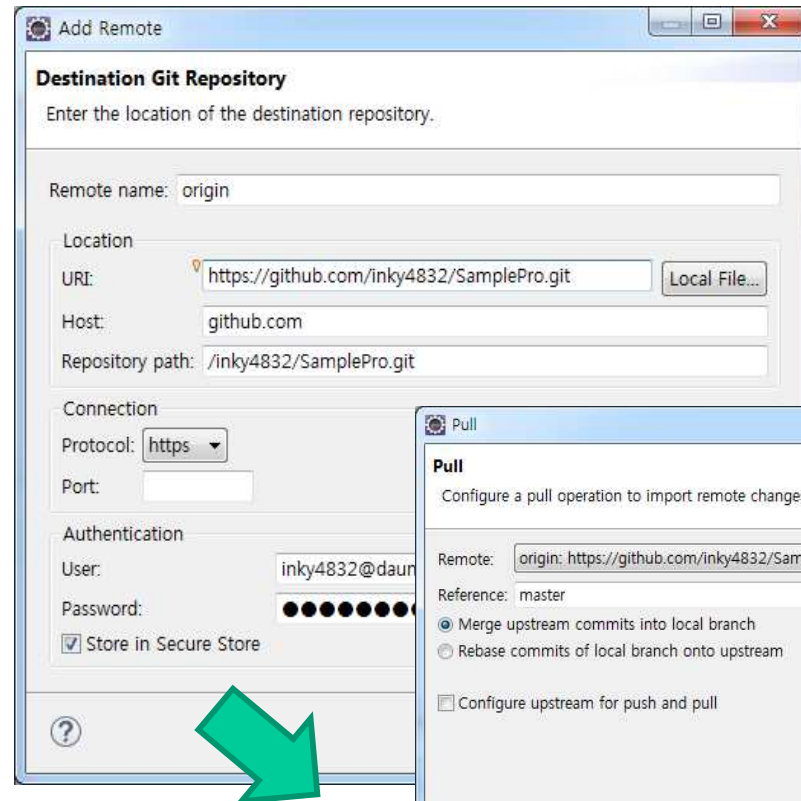 Add Remote
Destination Git Repository
Enter the location of the destination repository.
Remote name: origin
Location
URI: https://github.com/inky4832/SamplePro.git Local File...
Host: github.com
Repository path: /inky4832/SamplePro.git
Connection
Protocol: https
Port:
Authentication
User: inky4832@daun
Password: ●●●●●●●●●
Store in Secure Store
Pull
Pull
Configure a pull operation to import remote change
Remote: origin: https://github.com/inky4832/Sam
Reference: master
Merge upstream commits into local branch
Rebase commits of local branch onto upstream
Configure upstream for push and pull